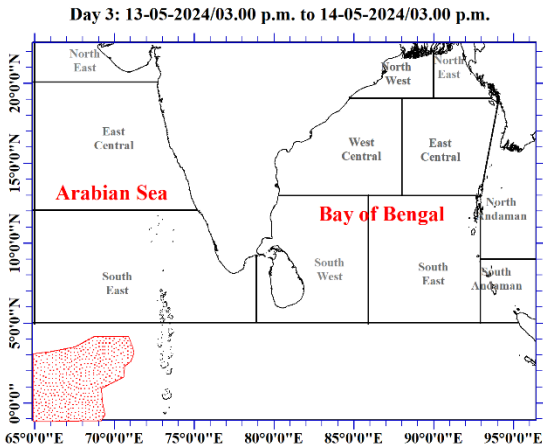 Day 3: 13-05-2024/03.00 p.m. to 14-05-2024/03.00 p.m.
North
East
North
West
North
East
20°0'0"N
East
Central
West
Central
East
Central
15°0'0"N
Arabian Sea
Bay of Bengal
North
Andaman
10°0'0"N
South
East
South
West
South
East
South
Andaman
5°0'0"N
0°0'0"
65°0'0"E
70°0'0"E
75°0'0"E
80°0'0"E
85°0'0"E
90°0'0"E
95°0'0"E